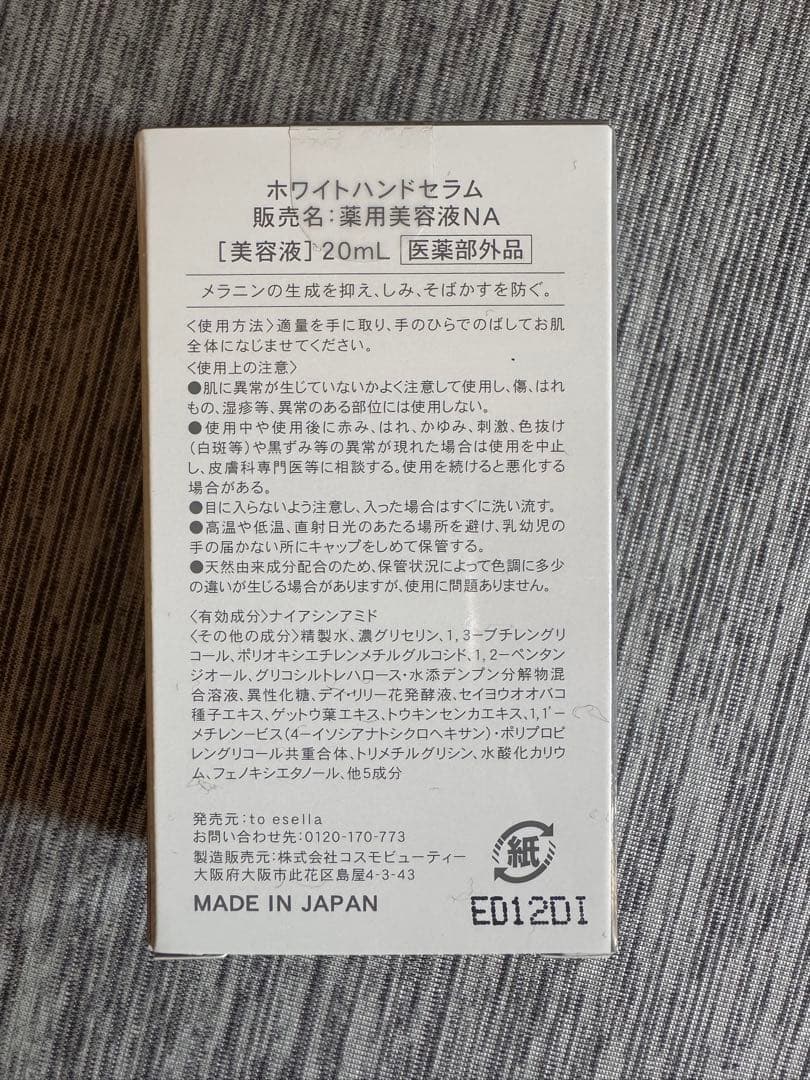 ホワイトハンドセラム
販売名:薬用美容液NA
[美容液]20mL 医薬部外品
メラニンの生成を抑え、しみ、そばかすを防ぐ。
〈使用方法〉適量を手に取り、手のひらでのばしてお肌
全体になじませてください。
〈使用上の注意〉
●肌に異常が生じていないかよく注意して使用し、傷、はれ
もの、湿疹等、異常のある部位には使用しない。
●使用中や使用後に赤み、はれ、かゆみ、刺激、色抜け
(白斑等)や黒ずみ等の異常が現れた場合は使用を中止
し、皮膚科専門医等に相談する。使用を続けると悪化する
場合がある。
●目に入らないよう注意し、入った場合はすぐに洗い流す。
●高温や低温、直射日光のあたる場所を避け、乳幼児の
手の届かない所にキャップをしめて保管する。
●天然由来成分配合のため、保管状況によって色調に多少
の違いが生じる場合がありますが、使用に問題ありません。
〈有効成分〉ナイアシンアミド
〈その他の成分〉精製水、濃グリセリン、1,3-ブチレングリ
コール、ポリオキシエチレンメチルグルコシド、1,2-ペンタン
ジオール、グリコシルトレハロース・水添デンプン分解物混
合溶液、異性化糖、デイ・リリー花発酵液、セイヨウオオバコ
種子エキス、ゲットウ葉エキス、トウキンセンカエキス、1,1'-
メチレン-ビス(4-イソシアナトシクロヘキサン)・ポリプロピ
レングリコール共重合体、トリメチルグリシン、水酸化カリウ
ム、フェノキシエタノール、他5成分
発売元:to esella
お問い合わせ先:0120-170-773
製造販売元:株式会社コスモビューティー
大阪府大阪市此花区島屋4-3-43
MADE IN JAPAN
紙
ED12DI